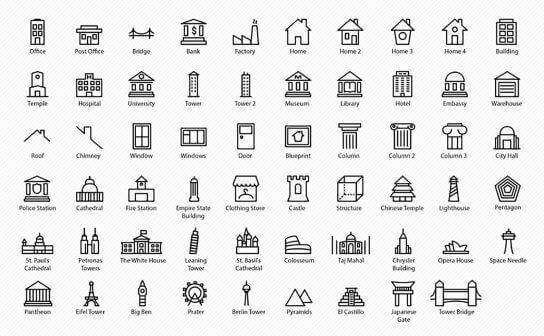 Office Post Office Bridge Bank Factory Home Home 2 Home 3 Home 4 Building
Temple Hospital University Tower Tower 2 Museum Library Hotel Embassy Warehouse
Roof Chimney Window Windows Door Blueprint Column Column 2 Column 3 City Hall
Police Station Cathedral Fire Station Empire State Building Clothing Store Castle Structure Chinese Temple Lighthouse Pentagon
St. Paul's Cathedral Petronas Towers The White House Leaning Tower St. Basil's Cathedral Colosseum Taj Mahal Chrysler Building Opera House Space Needle
Pantheon Eifel Tower Big Ben Prater Berlin Tower Pyramids El Castillo Japanese Gate Tower Bridge